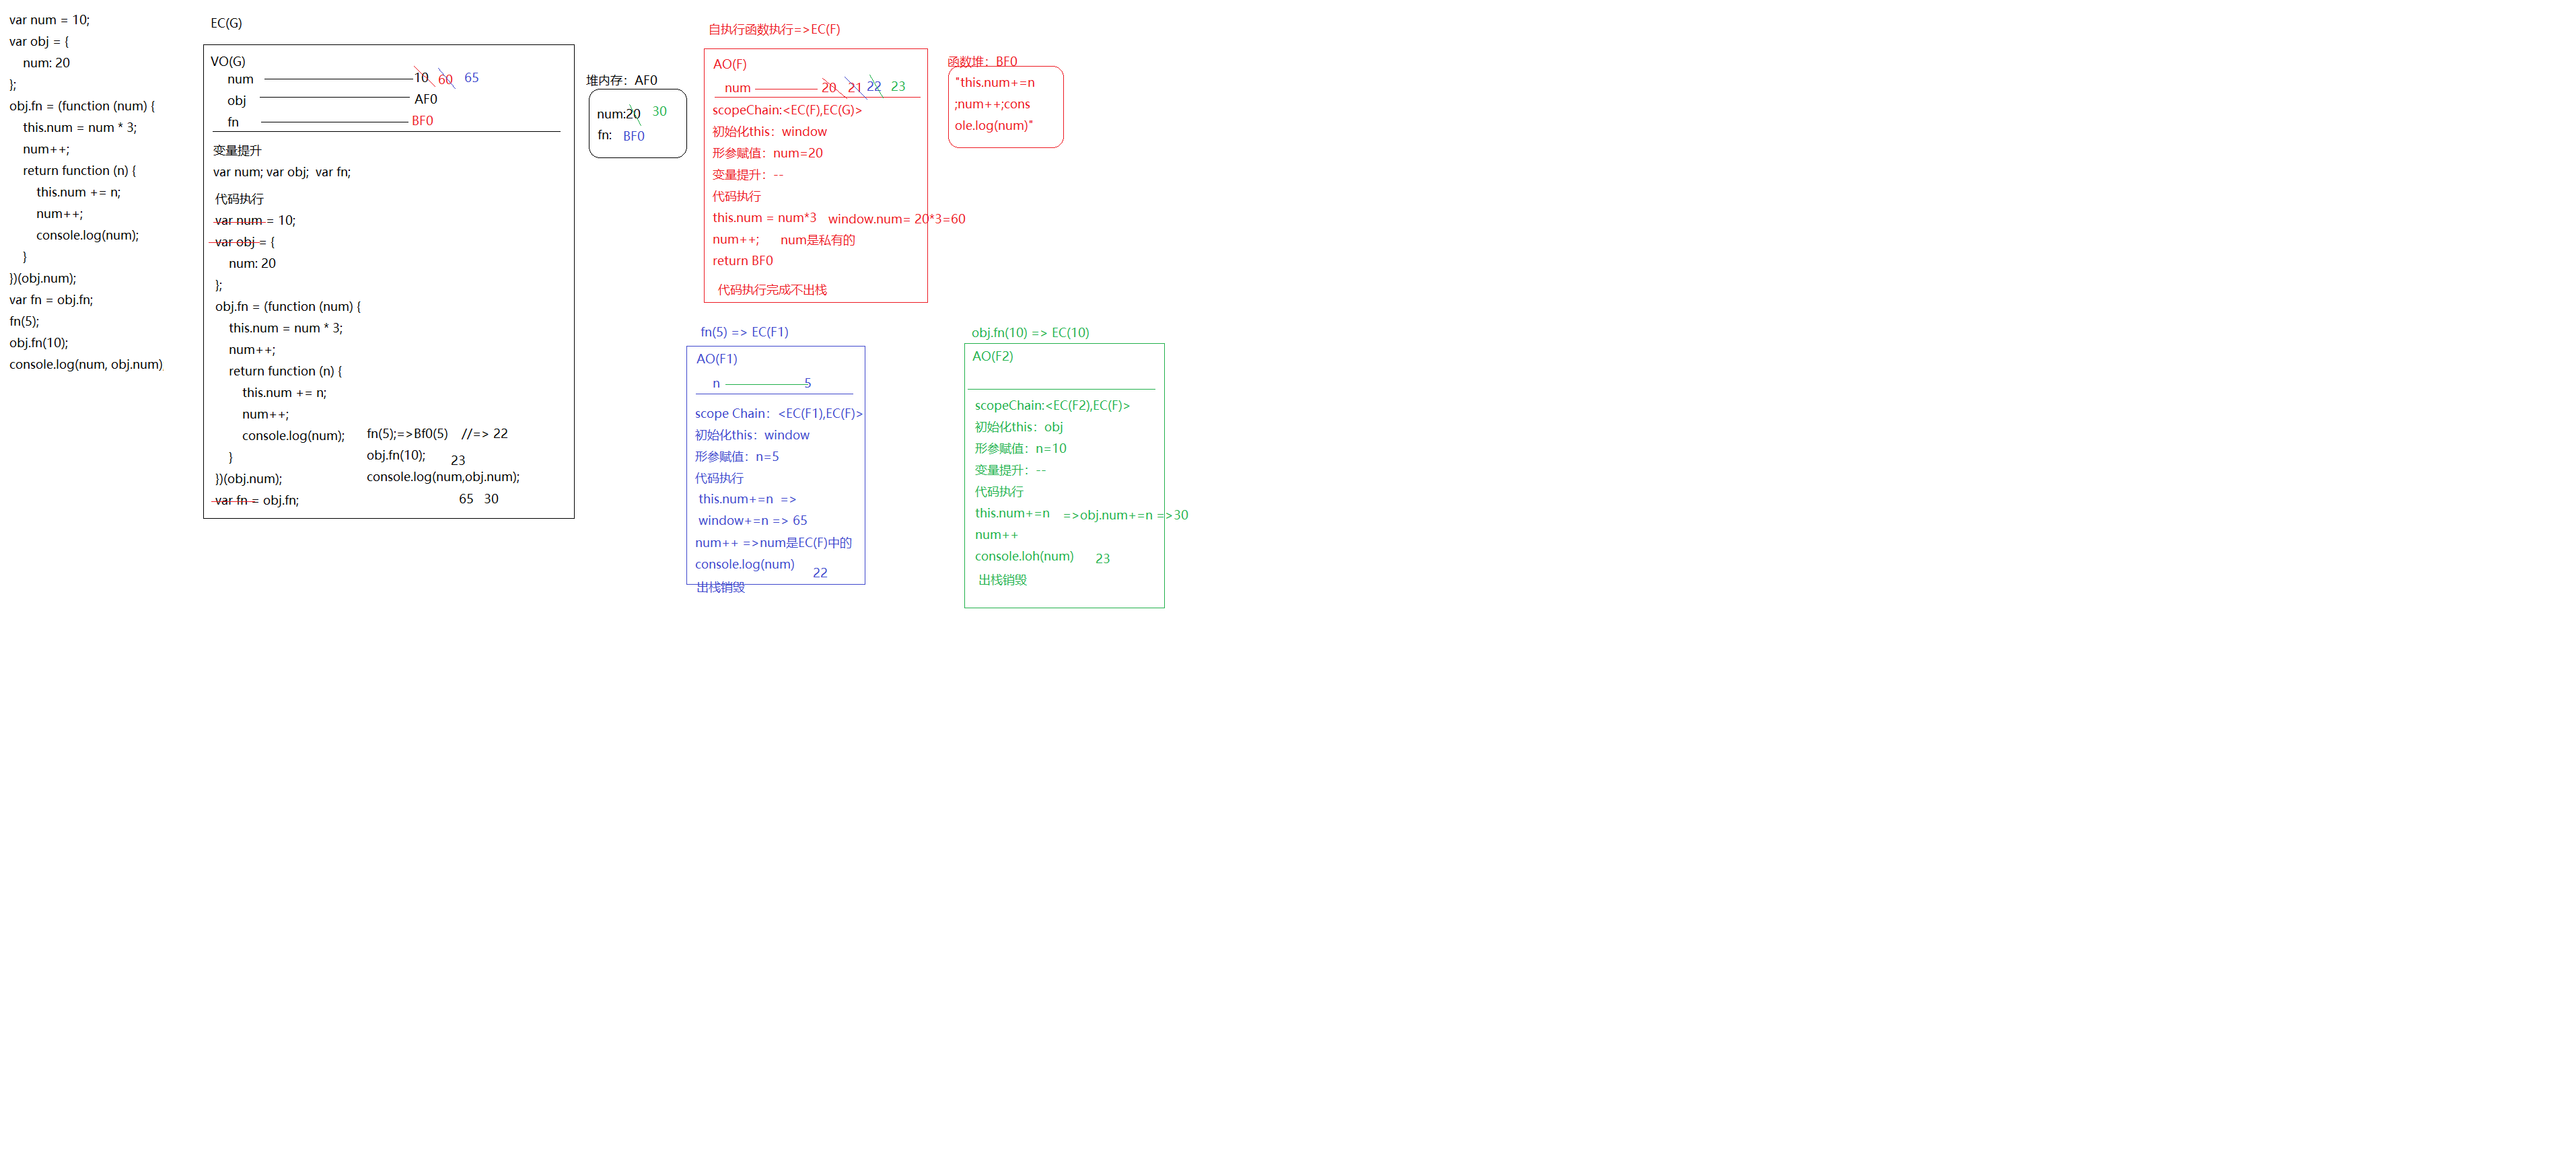 var num = 10;
var obj = {
num: 20
};
obj.fn = (function (num) {
this.num = num * 3;
num++;
return function (n) {
this.num += n;
num++;
console.log(num);
}
})(obj.num);
var fn = obj.fn;
fn(5);
obj.fn(10);
console.log(num, obj.num)
EC(G)
VO(G)
num 10 60 65
obj AF0
fn BF0
变量提升
var num; var obj; var fn;
代码执行
var num = 10;
var obj = {
num: 20
};
obj.fn = (function (num) {
this.num = num * 3;
num++;
return function (n) {
this.num += n;
num++;
console.log(num);
}
})(obj.num);
var fn = obj.fn;
fn(5);=>Bf0(5) //=> 22
obj.fn(10);
23
console.log(num,obj.num);
65 30
堆内存：AF0
num:20 30
fn: BF0
自执行函数执行=>EC(F)
AO(F)
num 20 21 22 23
scopeChain:<EC(F),EC(G)>
初始化this：window
形参赋值：num=20
变量提升：--
代码执行
this.num = num*3 window.num= 20*3=60
num++; num是私有的
return BF0
代码执行完成不出栈
函数堆：BF0
"this.num+=n
;num++;cons
ole.log(num)"
fn(5) => EC(F1)
AO(F1)
n 5
scope Chain：<EC(F1),EC(F)>
初始化this：window
形参赋值：n=5
代码执行
this.num+=n =>
window+=n => 65
num++ =>num是EC(F)中的
console.log(num)
22
出栈销毁
obj.fn(10) => EC(10)
AO(F2)
scopeChain:<EC(F2),EC(F)>
初始化this：obj
形参赋值：n=10
变量提升：--
代码执行
this.num+=n =>obj.num+=n =>30
num++
console.loh(num) 23
出栈销毁